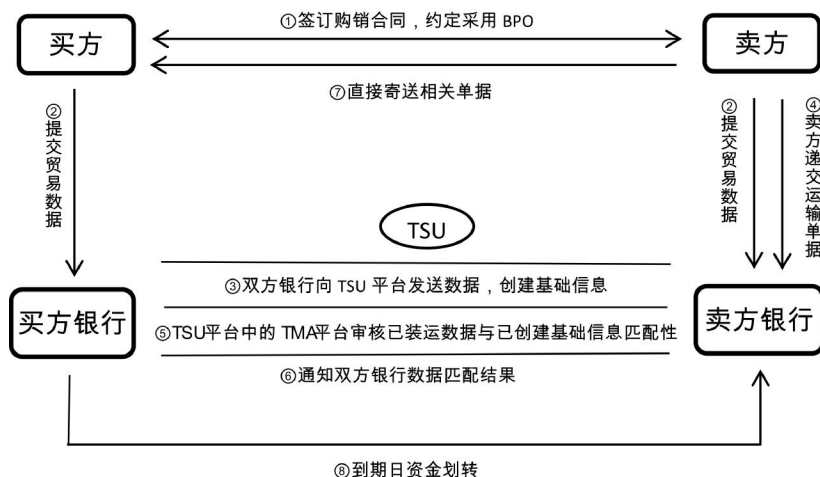 ①签订购销合同，约定采用 BPO
买方
卖方
⑦直接寄送相关单据
②提交贸易数据
②提交贸易数据
④卖方递交运输单据
TSU
③双方银行向 TSU 平台发送数据，创建基础信息
买方银行
卖方银行
⑤TSU平台中的 TMA平台审核已装运数据与已创建基础信息匹配性
⑥通知双方银行数据匹配结果
⑧到期日资金划转